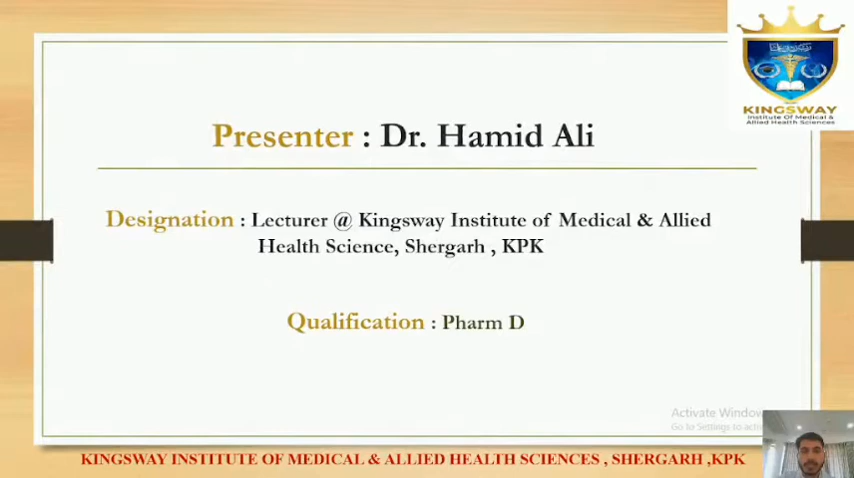 KINGSWAY
Institute Of Medical &
Allied Health Sciences
Presenter : Dr. Hamid Ali
Designation : Lecturer @ Kingsway Institute of Medical & Allied
Health Science, Shergarh , KPK
Qualification : Pharm D
Activate Window
Go to Settings to acti
KINGSWAY INSTITUTE OF MEDICAL & ALLIED HEALTH SCIENCES , SHERGARH ,KPK